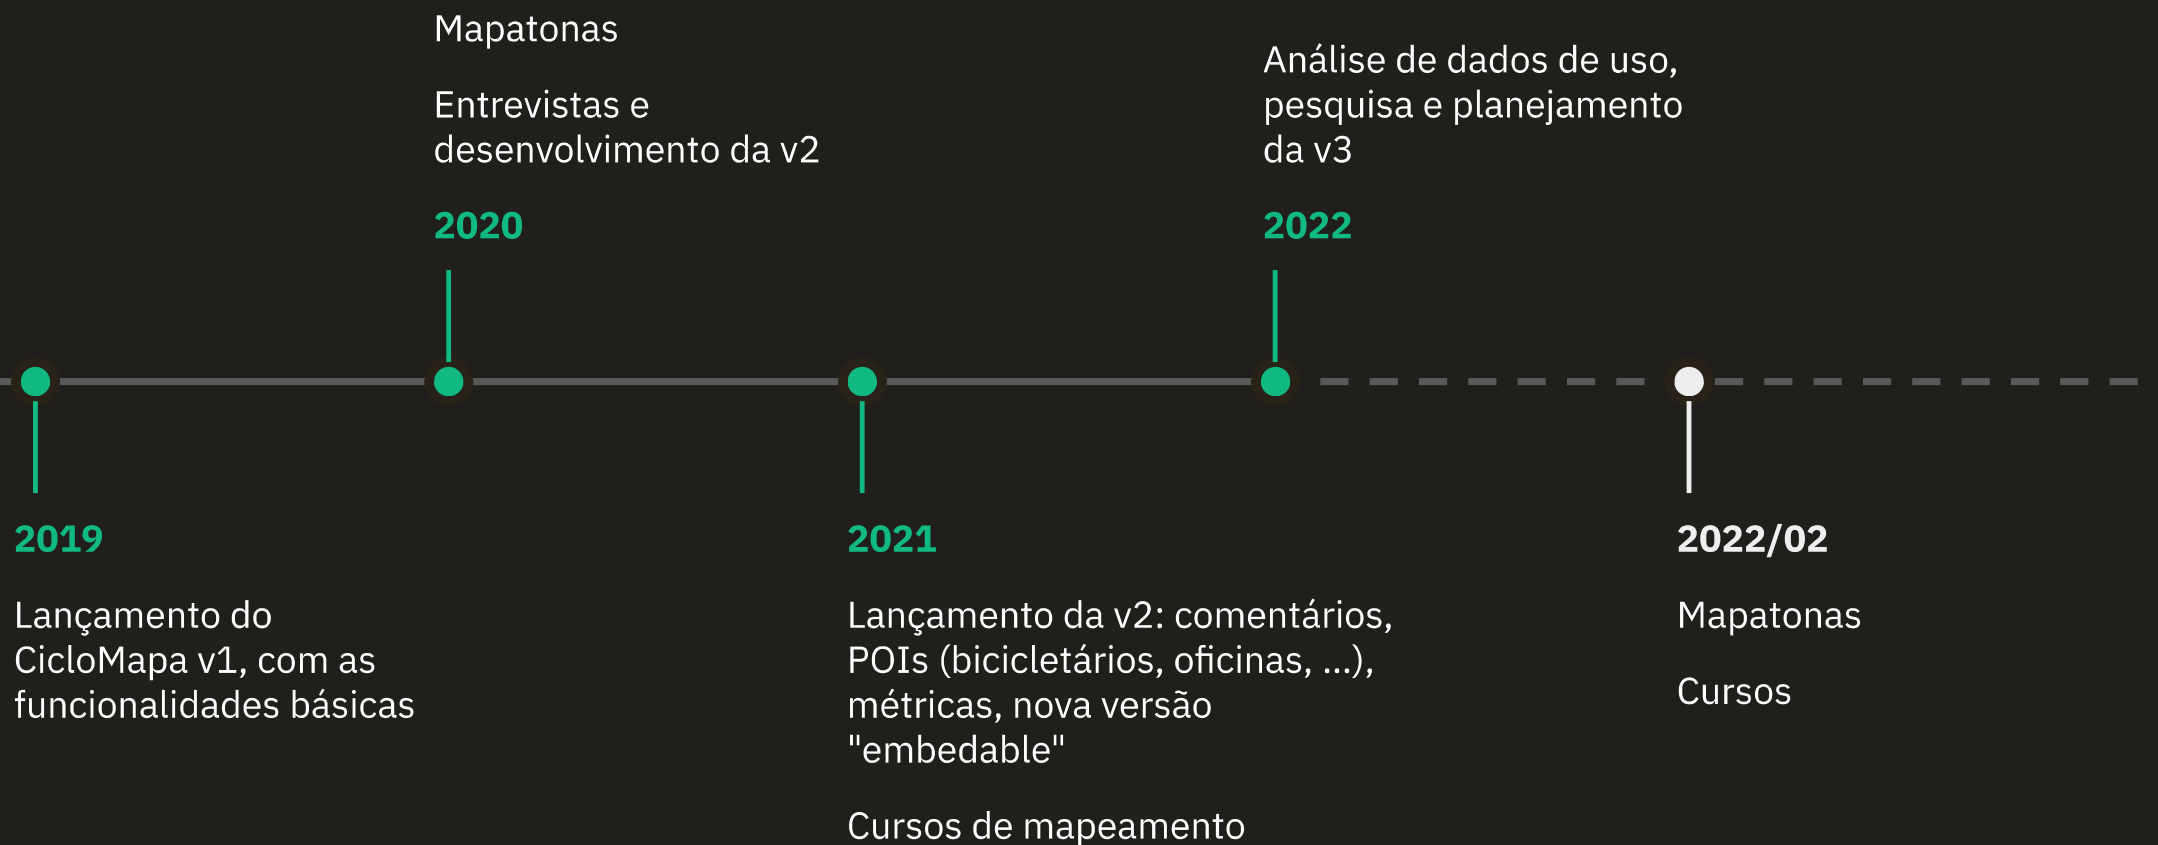 Mapatonas
Entrevistas e
desenvolvimento da v2
2020
Análise de dados de uso,
pesquisa e planejamento
da v3
2022
2019
Lançamento do
CicloMapa v1, com as
funcionalidades básicas
2021
Lançamento da v2: comentários,
POIs (bicicletários, oficinas, ...),
métricas, nova versão
"embedable"
Cursos de mapeamento
2022/02
Mapatonas
Cursos